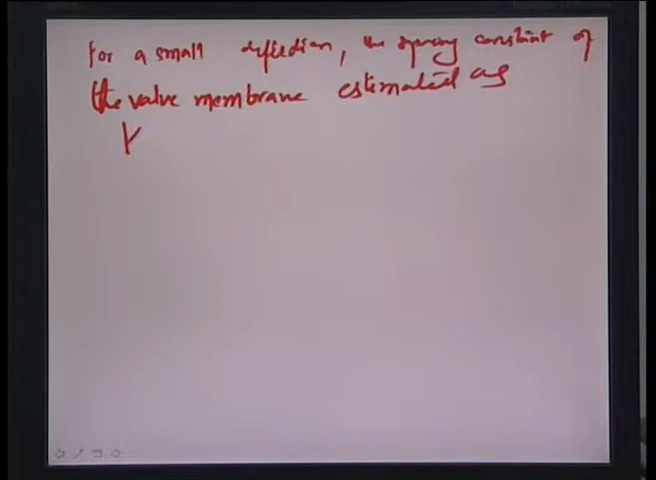 For a small deflection, the spring constant of
the valve membrane estimated as
K